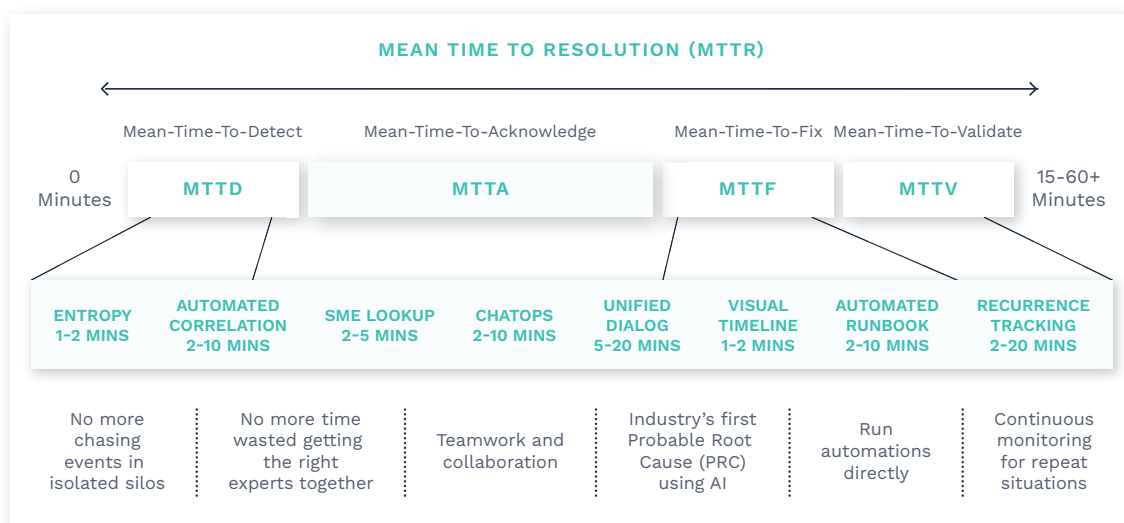 MEAN TIME TO RESOLUTION (MTTR)
Mean-Time-To-Detect
Mean-Time-To-Acknowledge
Mean-Time-To-Fix
Mean-Time-To-Validate
0
Minutes
MTTD
MTTA
MTTF
MTTV
15-60+
Minutes
ENTROPY
1-2 MINS
AUTOMATED
CORRELATION
2-10 MINS
SME LOOKUP
2-5 MINS
CHATOPS
2-10 MINS
UNIFIED
DIALOG
5-20 MINS
VISUAL
TIMELINE
1-2 MINS
AUTOMATED
RUNBOOK
2-10 MINS
RECURRENCE
TRACKING
2-20 MINS
No more
chasing
events in
isolated silos
No more time
wasted getting
the right
experts together
Teamwork and
collaboration
Industry’s first
Probable Root
Cause (PRC)
using AI
Run
automations
directly
Continuous
monitoring
for repeat
situations